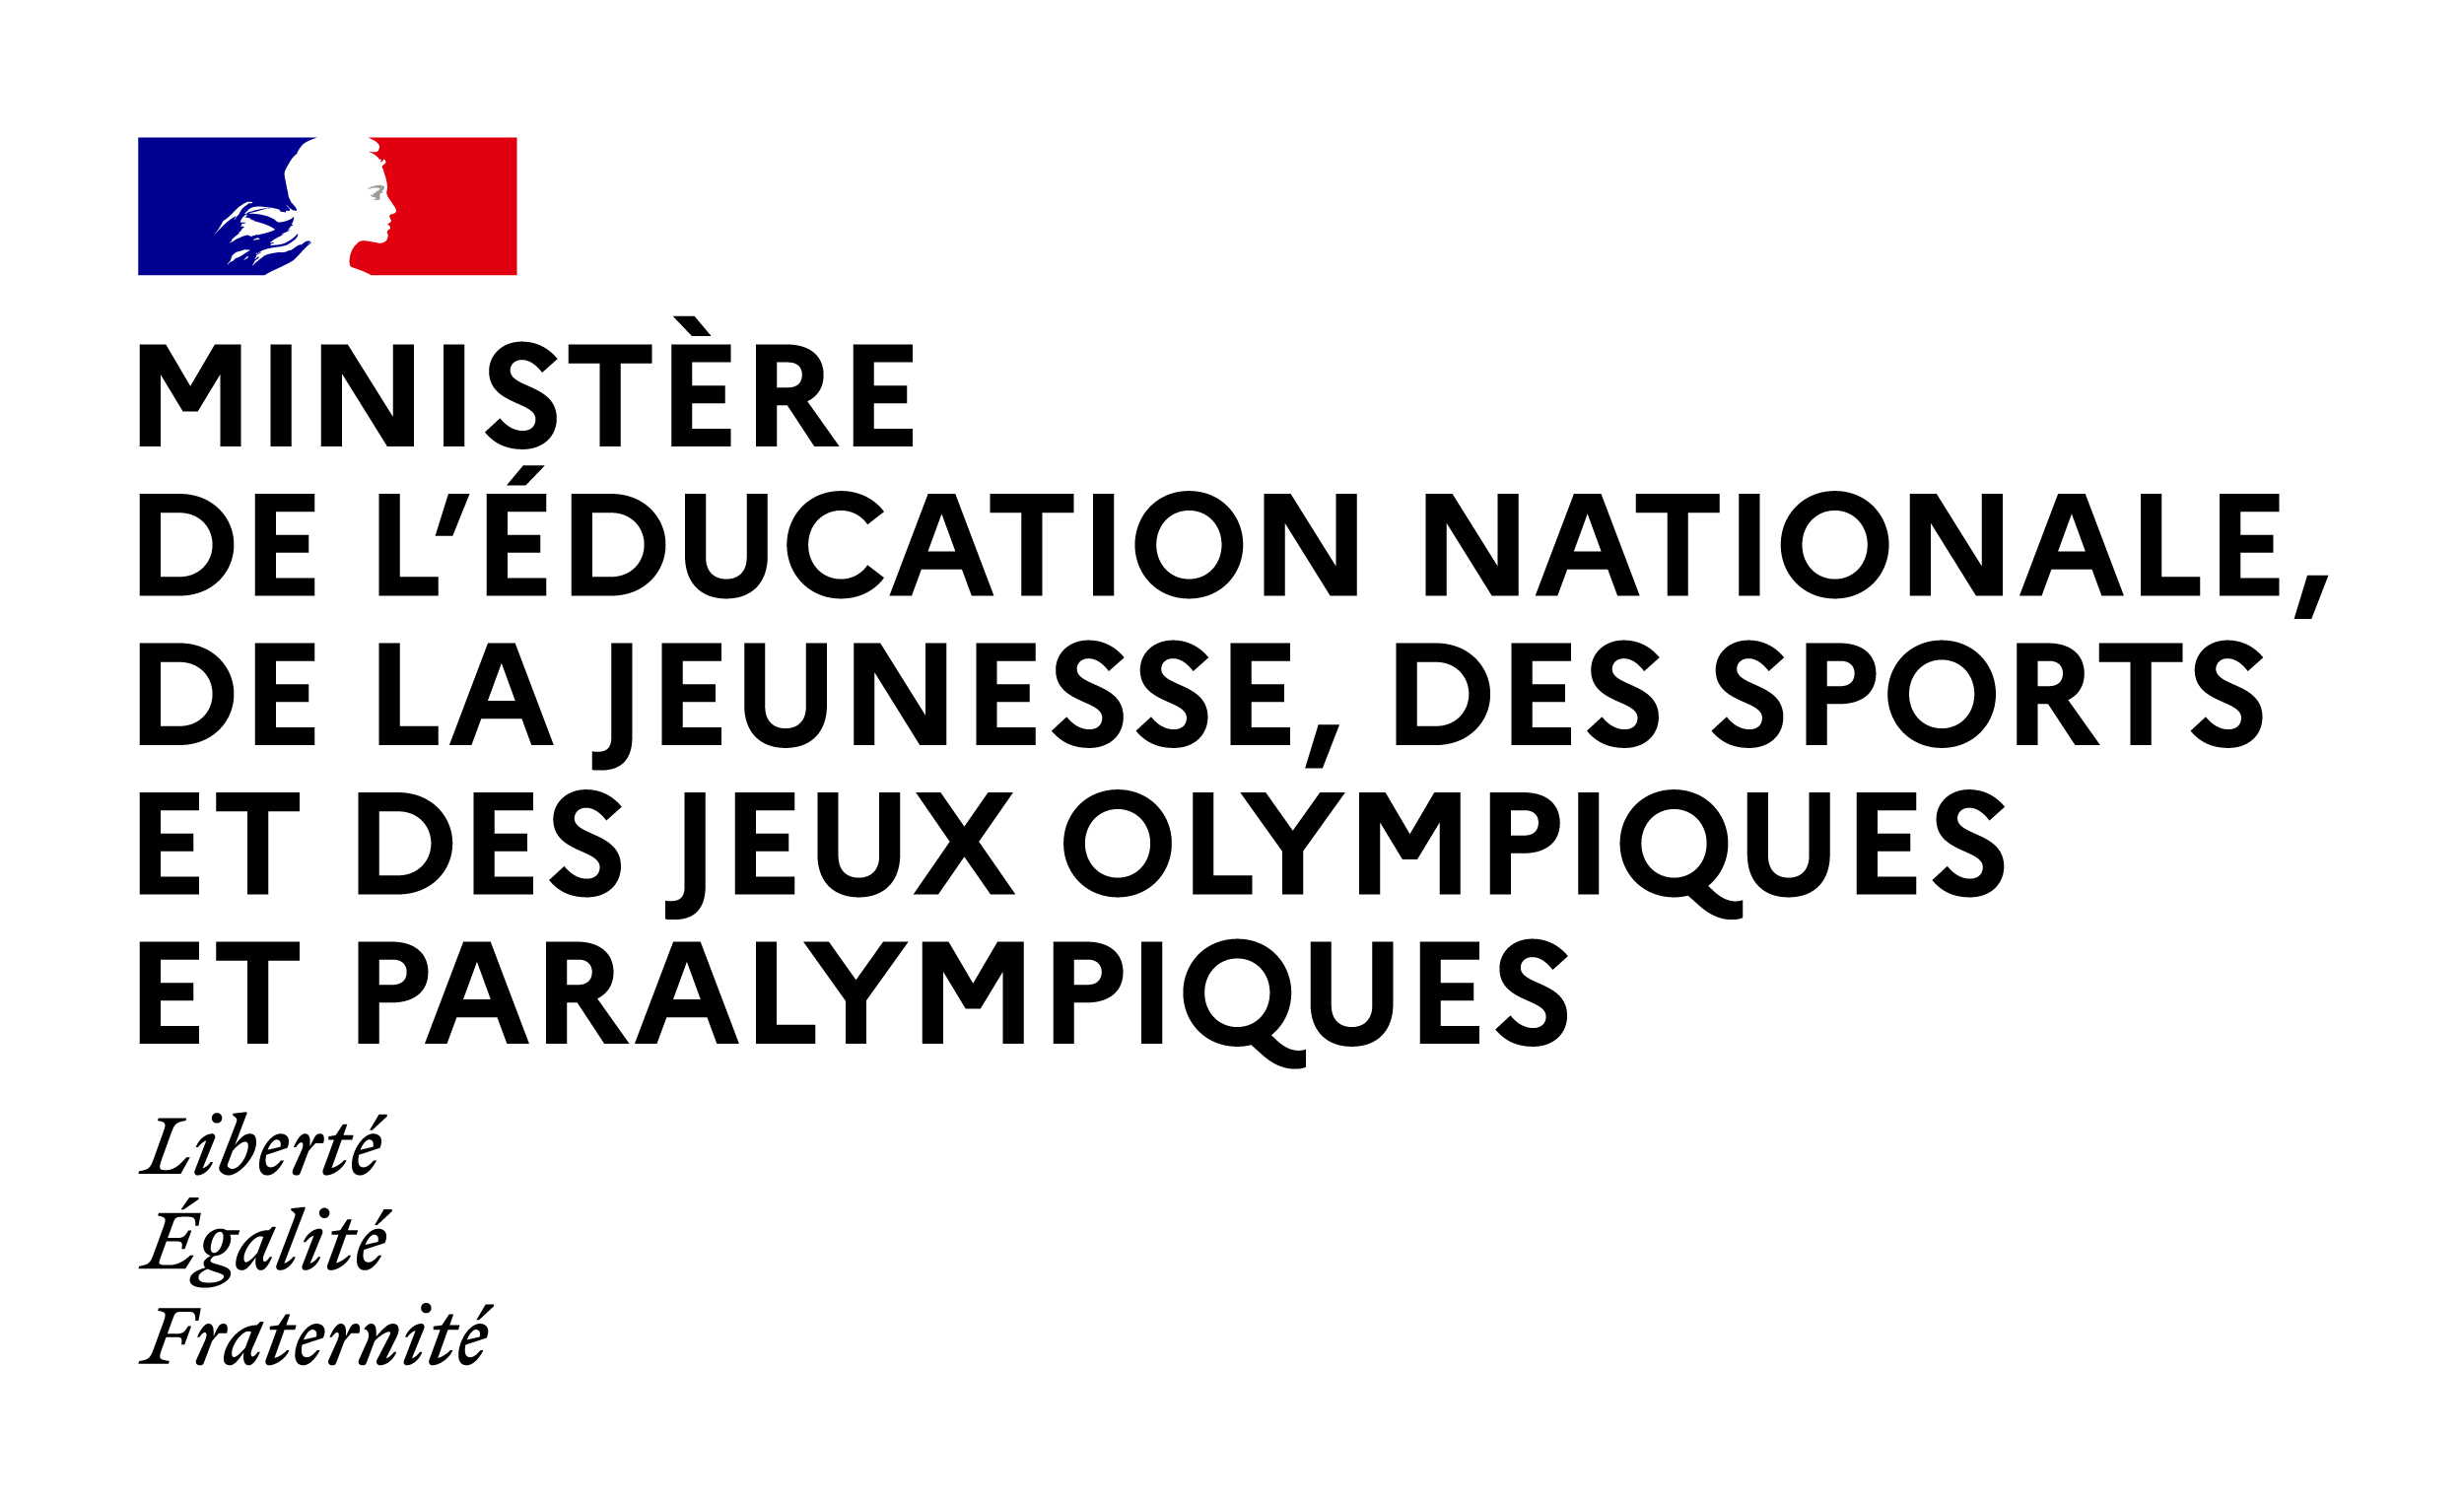 MINISTÈRE
DE L’ÉDUCATION NATIONALE,
DE LA JEUNESSE, DES SPORTS
ET DES JEUX OLYMPIQUES
ET PARALYMPIQUES
Liberté
Égalité
Fraternité